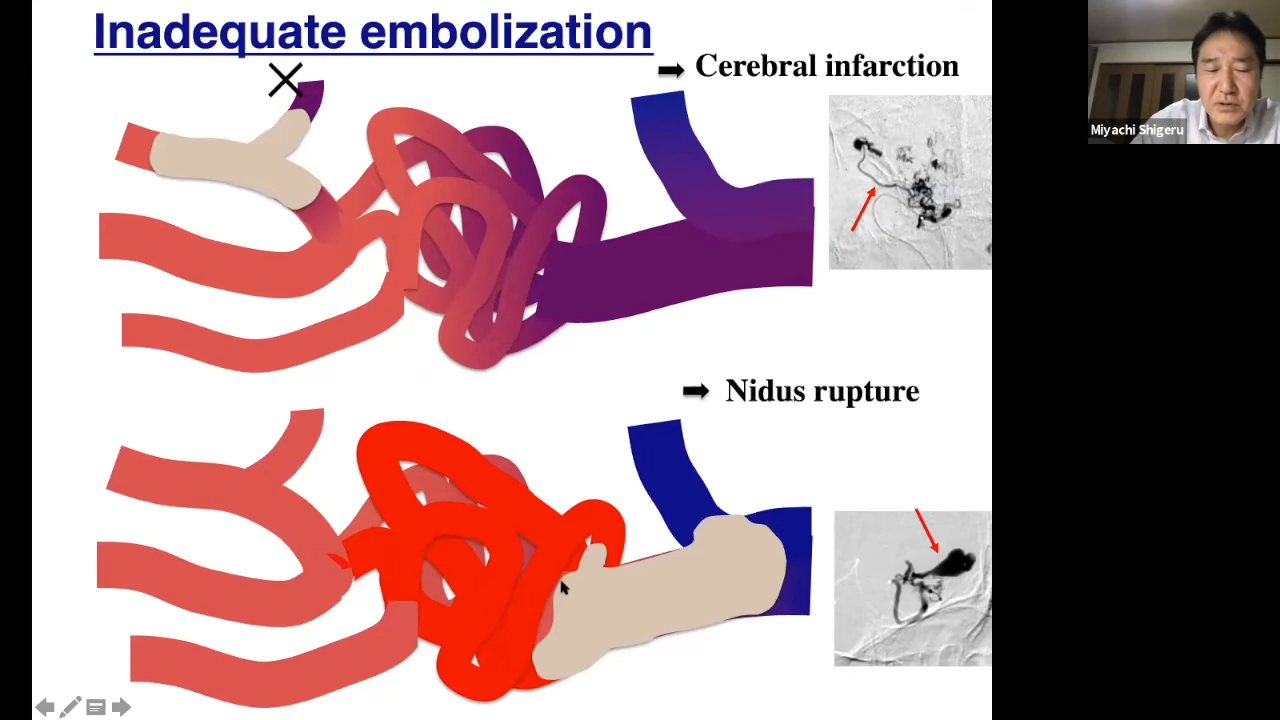 Inadequate embolization
➡ Cerebral infarction
Miyachi Shigeru
➡ Nidus rupture